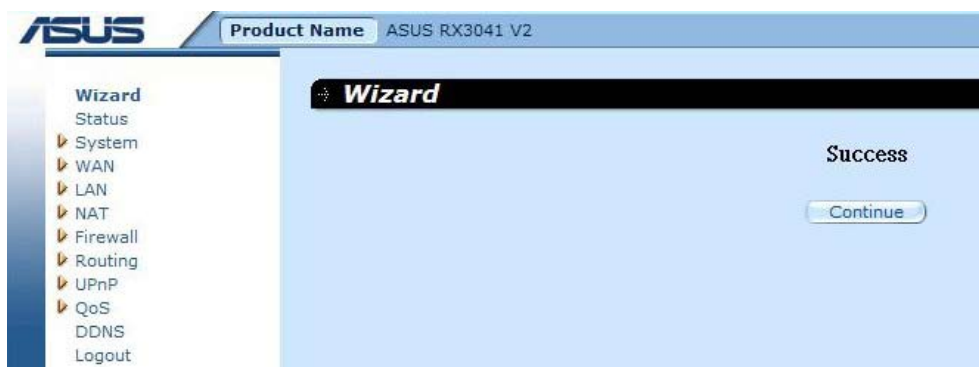 ASUS Product Name ASUS RX3041 V2
Wizard
Status
System
WAN
LAN
NAT
Firewall
Routing
UPnP
QoS
DDNS
Logout
Wizard
Success
Continue